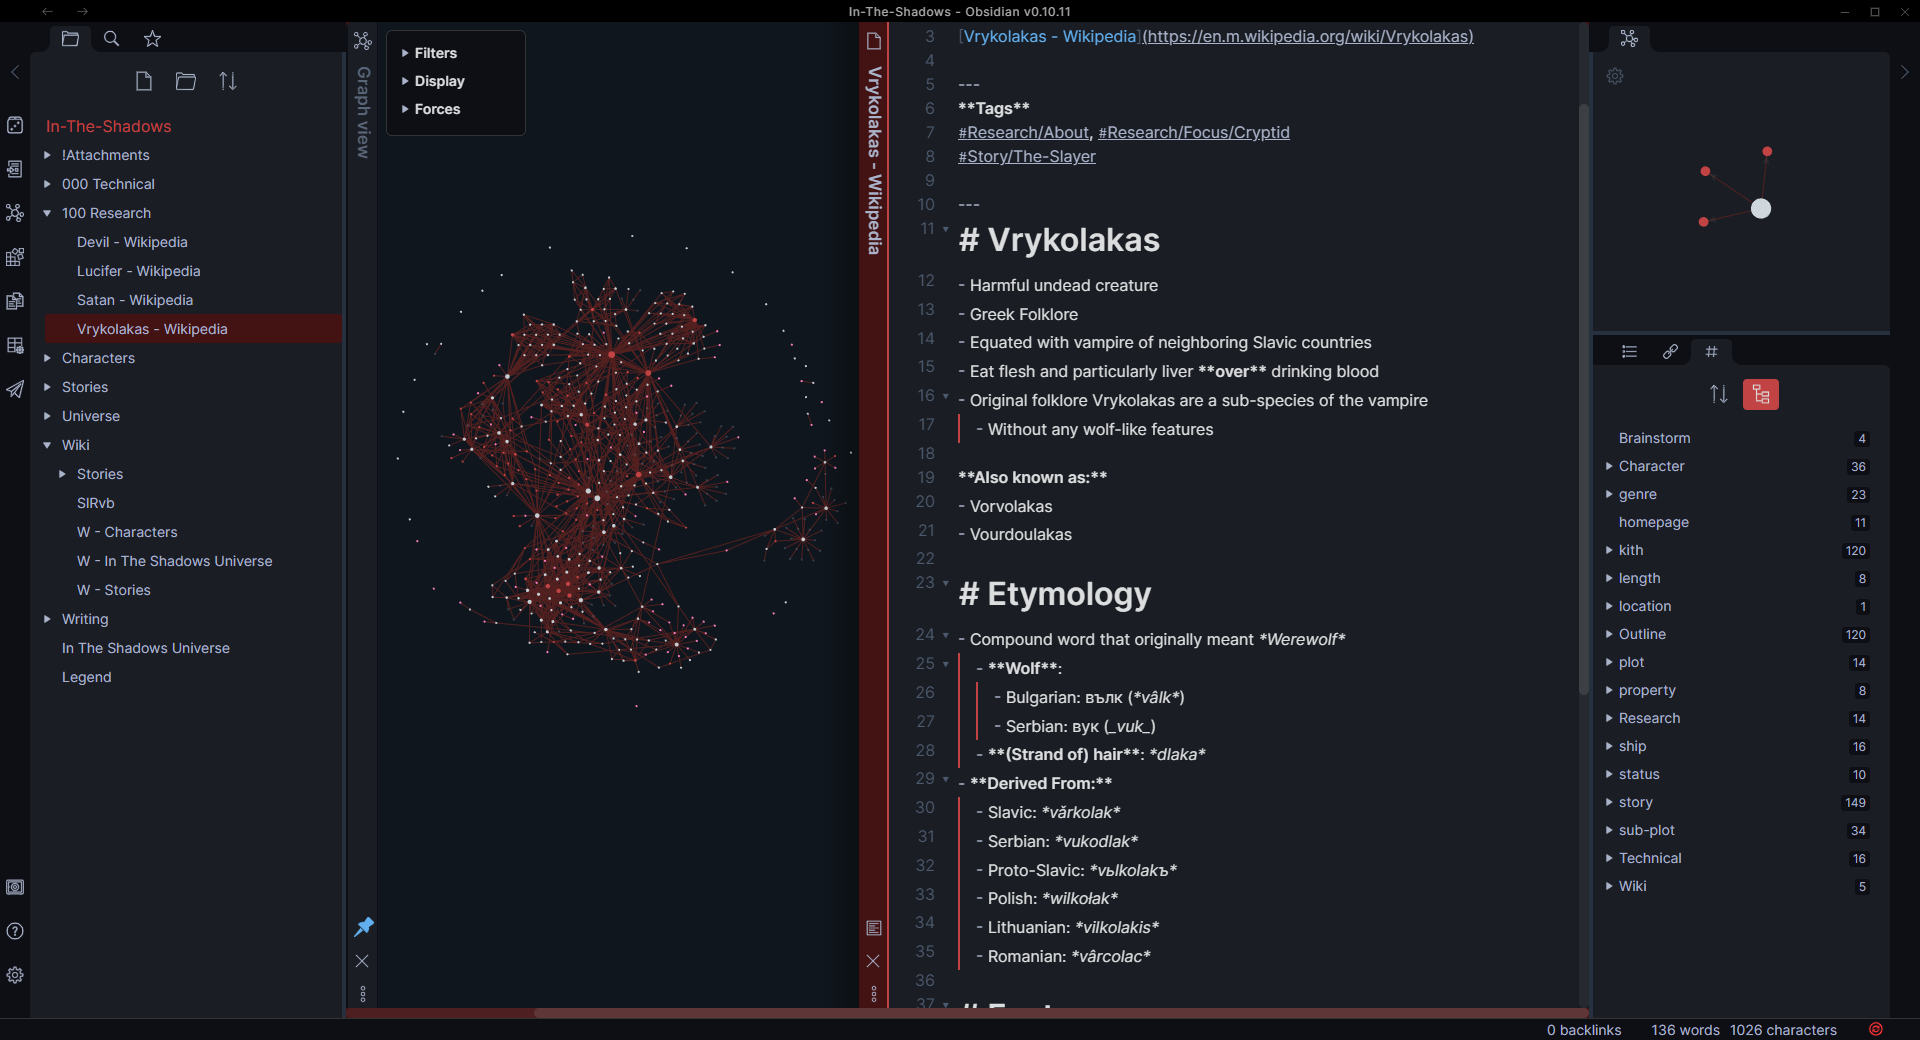 In-The-Shadows - Obsidian v0.10.11
In-The-Shadows
!Attachments
000 Technical
100 Research
Devil - Wikipedia
Lucifer - Wikipedia
Satan - Wikipedia
Vrykolakas - Wikipedia
Characters
Stories
Universe
Wiki
Stories
SIRvb
W - Characters
W - In The Shadows Universe
W - Stories
Writing
In The Shadows Universe
Legend
Graph view
Filters
Display
Forces
Vrykolakas - Wikipedia
3 [Vrykolakas - Wikipedia](https://en.m.wikipedia.org/wiki/Vrykolakas)
4
5 ---
6 **Tags**
7 #Research/About, #Research/Focus/Cryptid
8 #Story/The-Slayer
9
10 ---
11 # Vrykolakas
12 - Harmful undead creature
13 - Greek Folklore
14 - Equated with vampire of neighboring Slavic countries
15 - Eat flesh and particularly liver **over** drinking blood
16 - Original folklore Vrykolakas are a sub-species of the vampire
17 - Without any wolf-like features
18
19 **Also known as:**
20 - Vorvolakas
21 - Vourdoulakas
22
23 # Etymology
24 - Compound word that originally meant *Werewolf*
25 - **Wolf**:
26 - Bulgarian: вълк (*vâlk*)
27 - Serbian: вук (_vuk_)
28 - **(Strand of) hair**: *dlaka*
29 - **Derived From:**
30 - Slavic: *vărkolak*
31 - Serbian: *vukodlak*
32 - Proto-Slavic: *vьlkolakъ*
33 - Polish: *wilkołak*
34 - Lithuanian: *vilkolakis*
35 - Romanian: *vârcolac*
36
37
Brainstorm 4
Character 36
genre 23
homepage 11
kith 120
length 8
location 1
Outline 120
plot 14
property 8
Research 14
ship 16
status 10
story 149
sub-plot 34
Technical 16
Wiki 5
0 backlinks 136 words 1026 characters